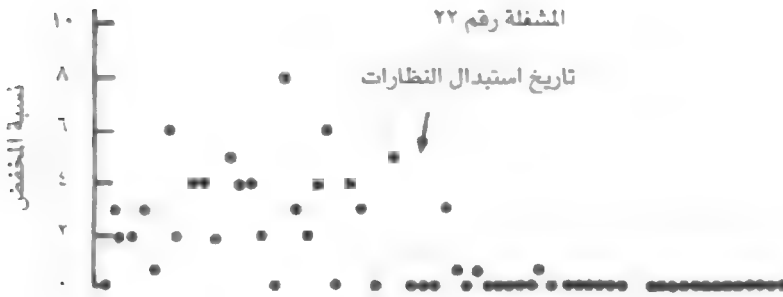 المشغلة رقم ٢٢
تاريخ استبدال النظارات
نسبة المخفض
١٠
٨
٦
٤
٢
٠